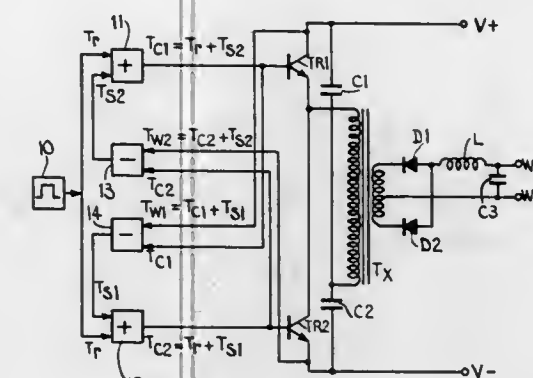 11
Tr
+
TC1 = Tr + TS2
TS2
TR1
C1
V+
10
13
−
TW2 = TC2 + TS2
TC2
14
TW1 = TC1 + TS1
−
TC1
D1
L
W
C3
W
D2
TX
TS1
C2
+
TR2
Tr
TC2 = Tr + TS1
V−